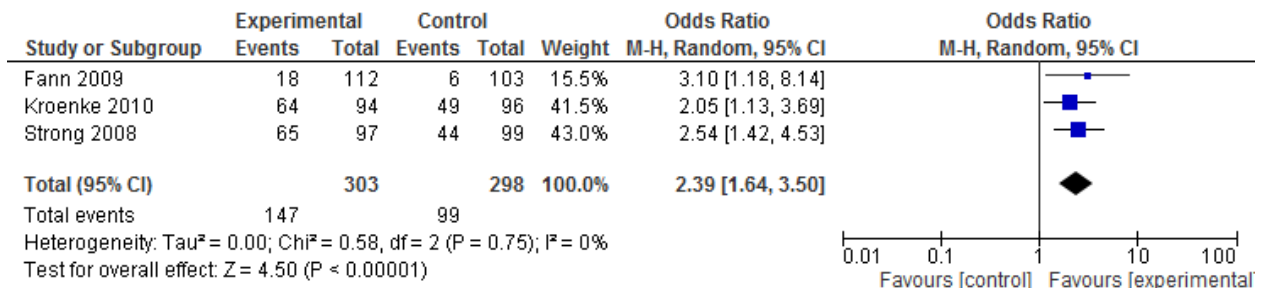 Experimental Control Odds Ratio Odds Ratio
Study or Subgroup Events Total Events Total Weight M-H, Random, 95% CI M-H, Random, 95% CI
Fann 2009 18 112 6 103 15.5% 3.10 [1.18, 8.14]
Kroenke 2010 64 94 49 96 41.5% 2.05 [1.13, 3.69]
Strong 2008 65 97 44 99 43.0% 2.54 [1.42, 4.53]
Total (95% CI) 303 298 100.0% 2.39 [1.64, 3.50]
Total events 147 99
Heterogeneity: Tau² = 0.00; Chi² = 0.58, df = 2 (P = 0.75); I² = 0%
Test for overall effect: Z = 4.50 (P < 0.00001)
0.01 0.1 1 10 100
Favours [control] Favours [experimental]